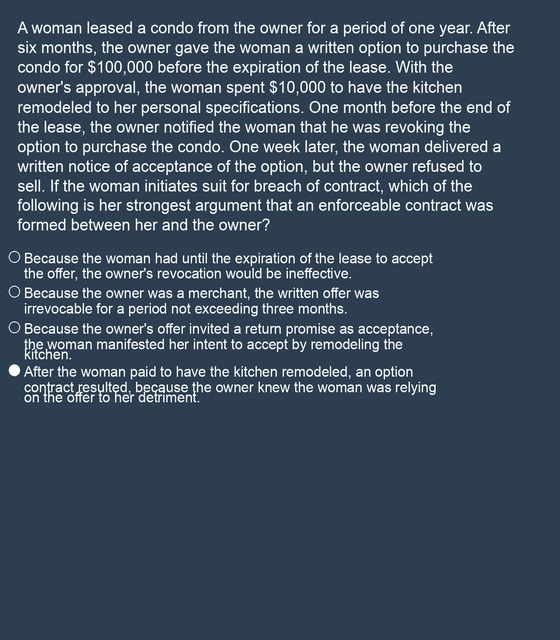 A woman leased a condo from the owner for a period of one year. After
six months, the owner gave the woman a written option to purchase the
condo for $100,000 before the expiration of the lease. With the
owner's approval, the woman spent $10,000 to have the kitchen
remodeled to her personal specifications. One month before the end of
the lease, the owner notified the woman that he was revoking the
option to purchase the condo. One week later, the woman delivered a
written notice of acceptance of the option, but the owner refused to
sell. If the woman initiates suit for breach of contract, which of the
following is her strongest argument that an enforceable contract was
formed between her and the owner?
Because the woman had until the expiration of the lease to accept
the offer, the owner's revocation would be ineffective.
Because the owner was a merchant, the written offer was
irrevocable for a period not exceeding three months.
Because the owner's offer invited a return promise as acceptance,
the woman manifested her intent to accept by remodeling the
kitchen.
After the woman paid to have the kitchen remodeled, an option
contract resulted, because the owner knew the woman was relying
on the offer to her detriment.